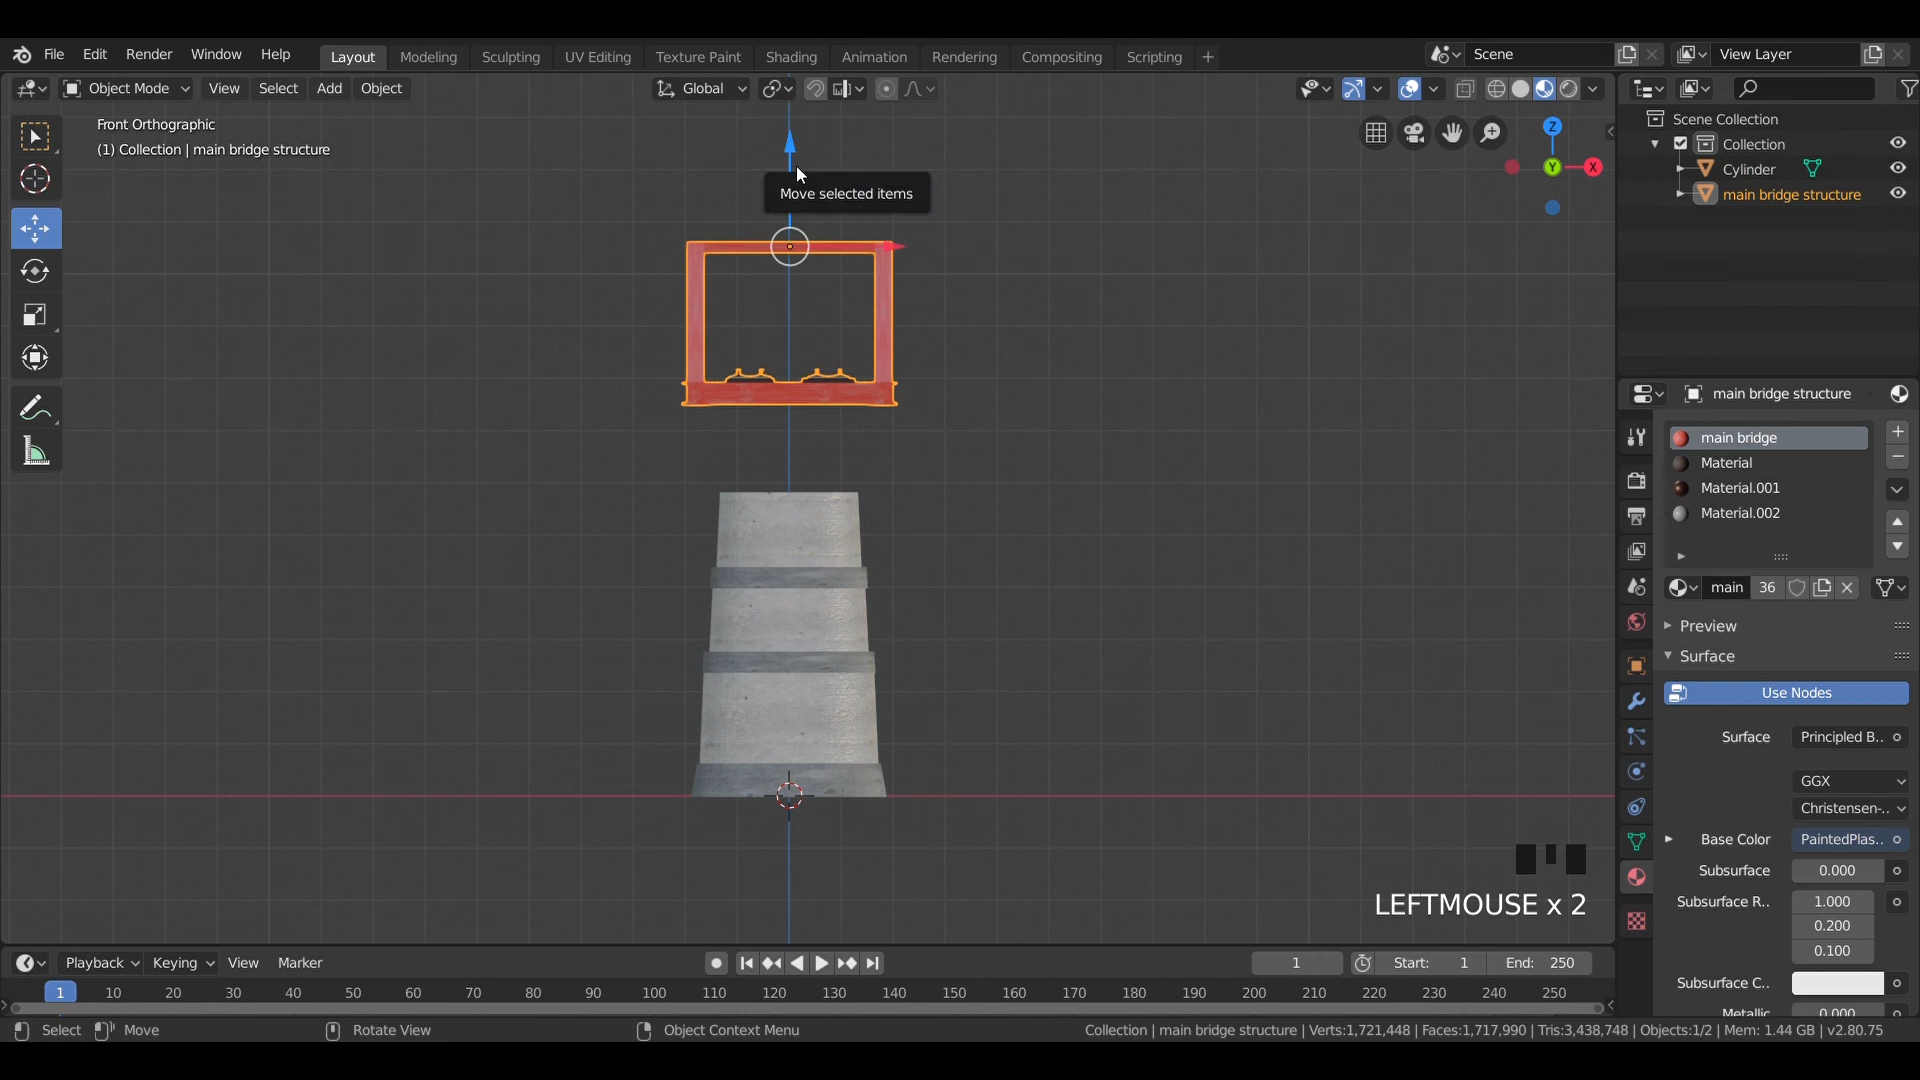 File Edit Render Window Help Layout Modeling Sculpting UV Editing Texture Paint Shading Animation Rendering Compositing Scripting + Scene View Layer
Object Mode View Select Add Object Global
Front Orthographic
(1) Collection | main bridge structure
Move selected items
Z
Y
X
Scene Collection
Collection
Cylinder
main bridge structure
main bridge structure
main bridge
Material
Material.001
Material.002
main 36
Preview
Surface
Use Nodes
Surface Principled B..
GGX
Christensen-..
Base Color PaintedPlas..
Subsurface 0.000
Subsurface R.. 1.000
0.200
0.100
Subsurface C..
Metallic 0.000
LEFTMOUSE x 2
Playback Keying View Marker 1 Start: 1 End: 250
1 10 20 30 40 50 60 70 80 90 100 110 120 130 140 150 160 170 180 190 200 210 220 230 240 250
Select Move Rotate View Object Context Menu Collection | main bridge structure | Verts:1,721,448 | Faces:1,717,990 | Tris:3,438,748 | Objects:1/2 | Mem: 1.44 GB | v2.80.75